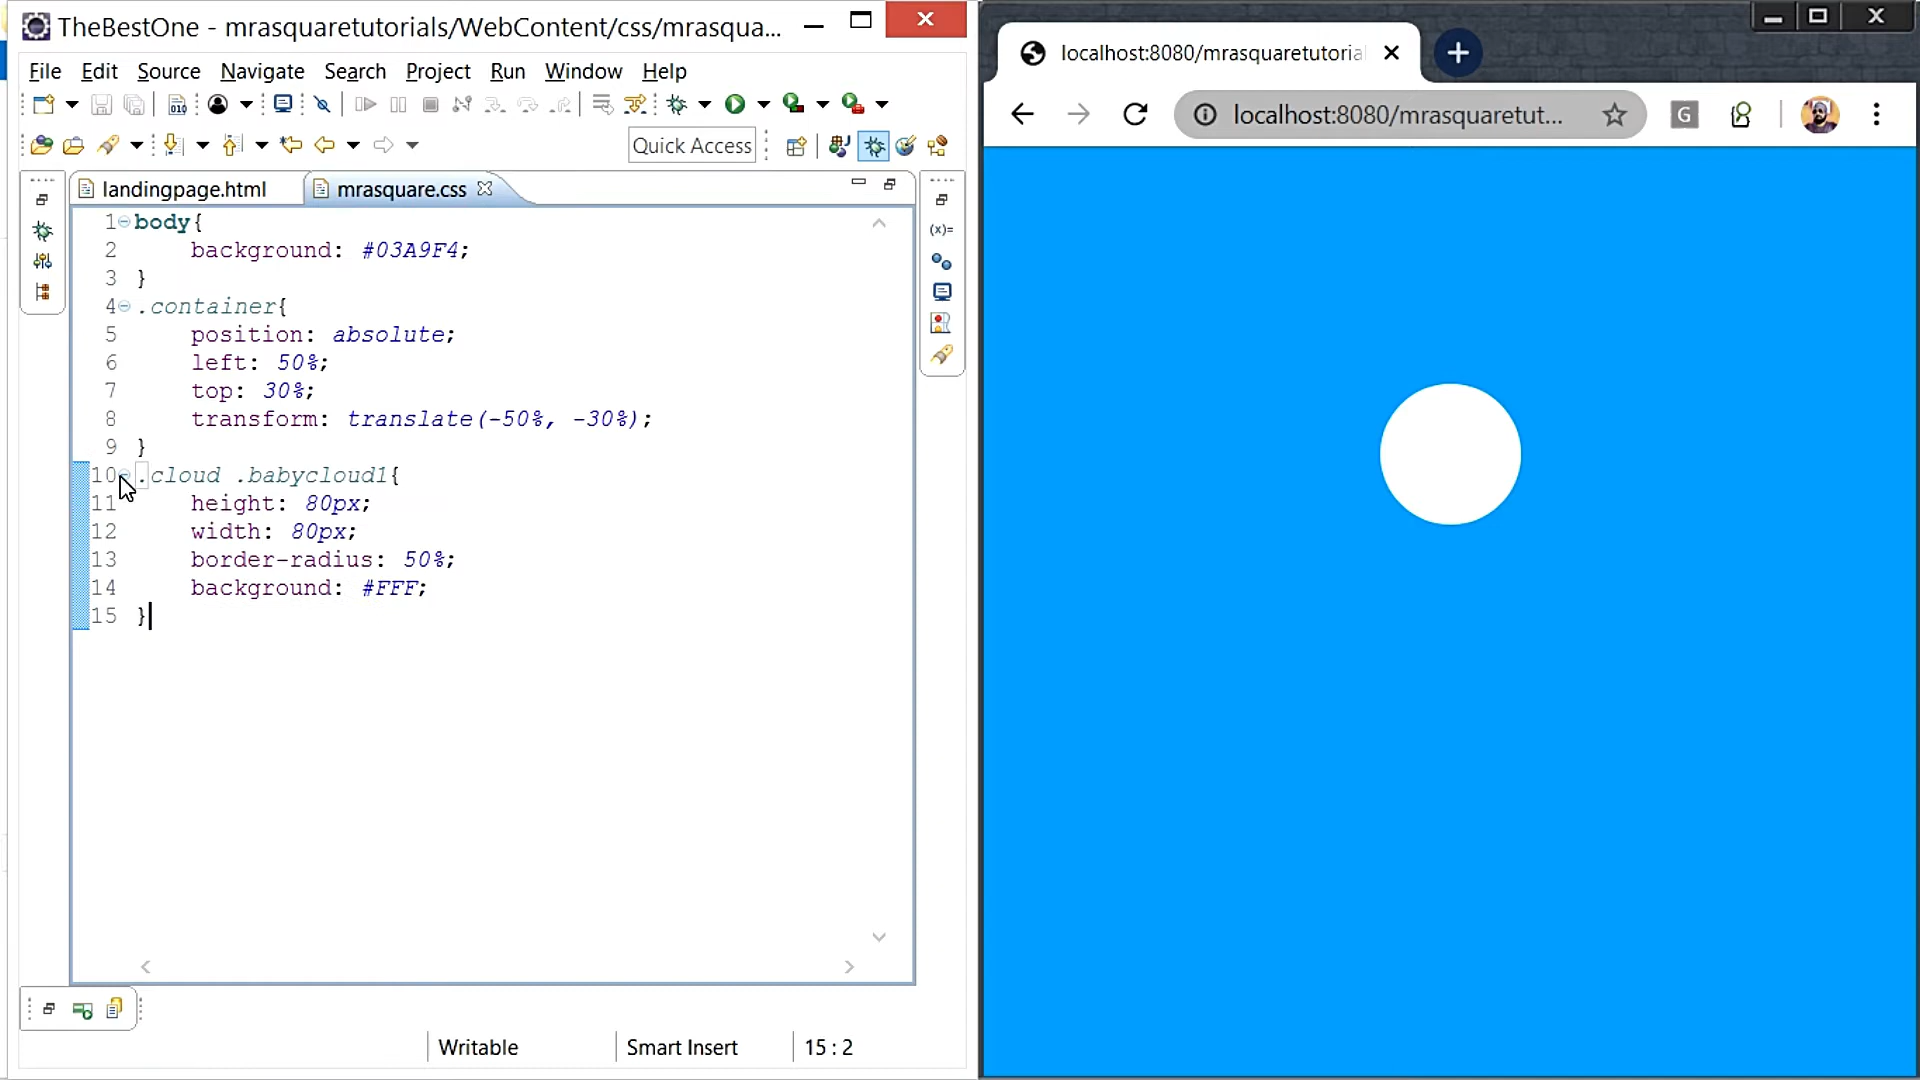 TheBestOne - mrasquaretutorials/WebContent/css/mrasqua...
File Edit Source Navigate Search Project Run Window Help
Quick Access
landingpage.html
mrasquare.css
1 body{
2 background: #03A9F4;
3 }
4 .container{
5 position: absolute;
6 left: 50%;
7 top: 30%;
8 transform: translate(-50%, -30%);
9 }
10 .cloud .babycloud1{
11 height: 80px;
12 width: 80px;
13 border-radius: 50%;
14 background: #FFF;
15 }
(x)=
Writable
Smart Insert
15 : 2
localhost:8080/mrasquaretutoria
localhost:8080/mrasquaretut...
G